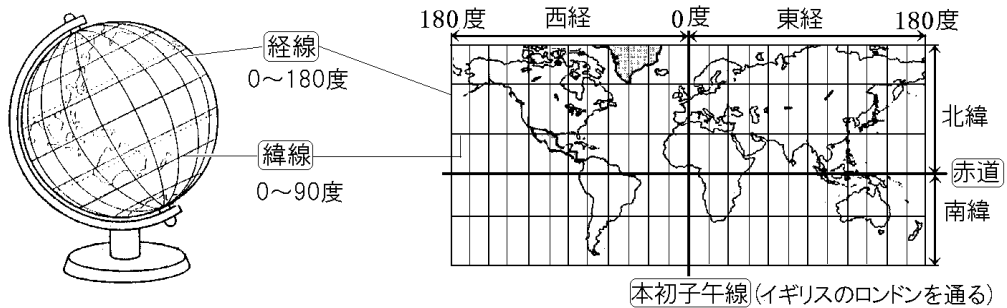 180度 西経 0度 東経 180度
経線
0〜180度
緯線
0〜90度
北緯
赤道
南緯
本初子午線(イギリスのロンドンを通る)